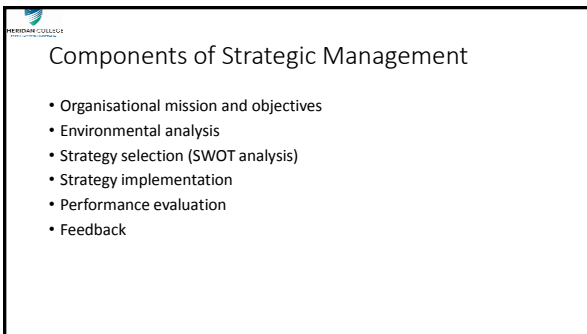 MERIDIAN COLLEGE
Components of Strategic Management
• Organisational mission and objectives
• Environmental analysis
• Strategy selection (SWOT analysis)
• Strategy implementation
• Performance evaluation
• Feedback